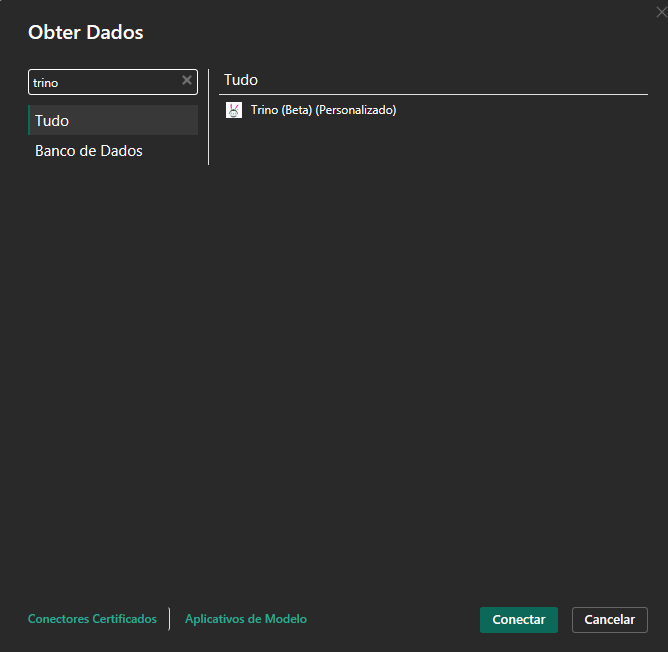 Obter Dados
trino
Tudo
Banco de Dados
Tudo
Trino (Beta) (Personalizado)
Conectores Certificados
Aplicativos de Modelo
Conectar
Cancelar